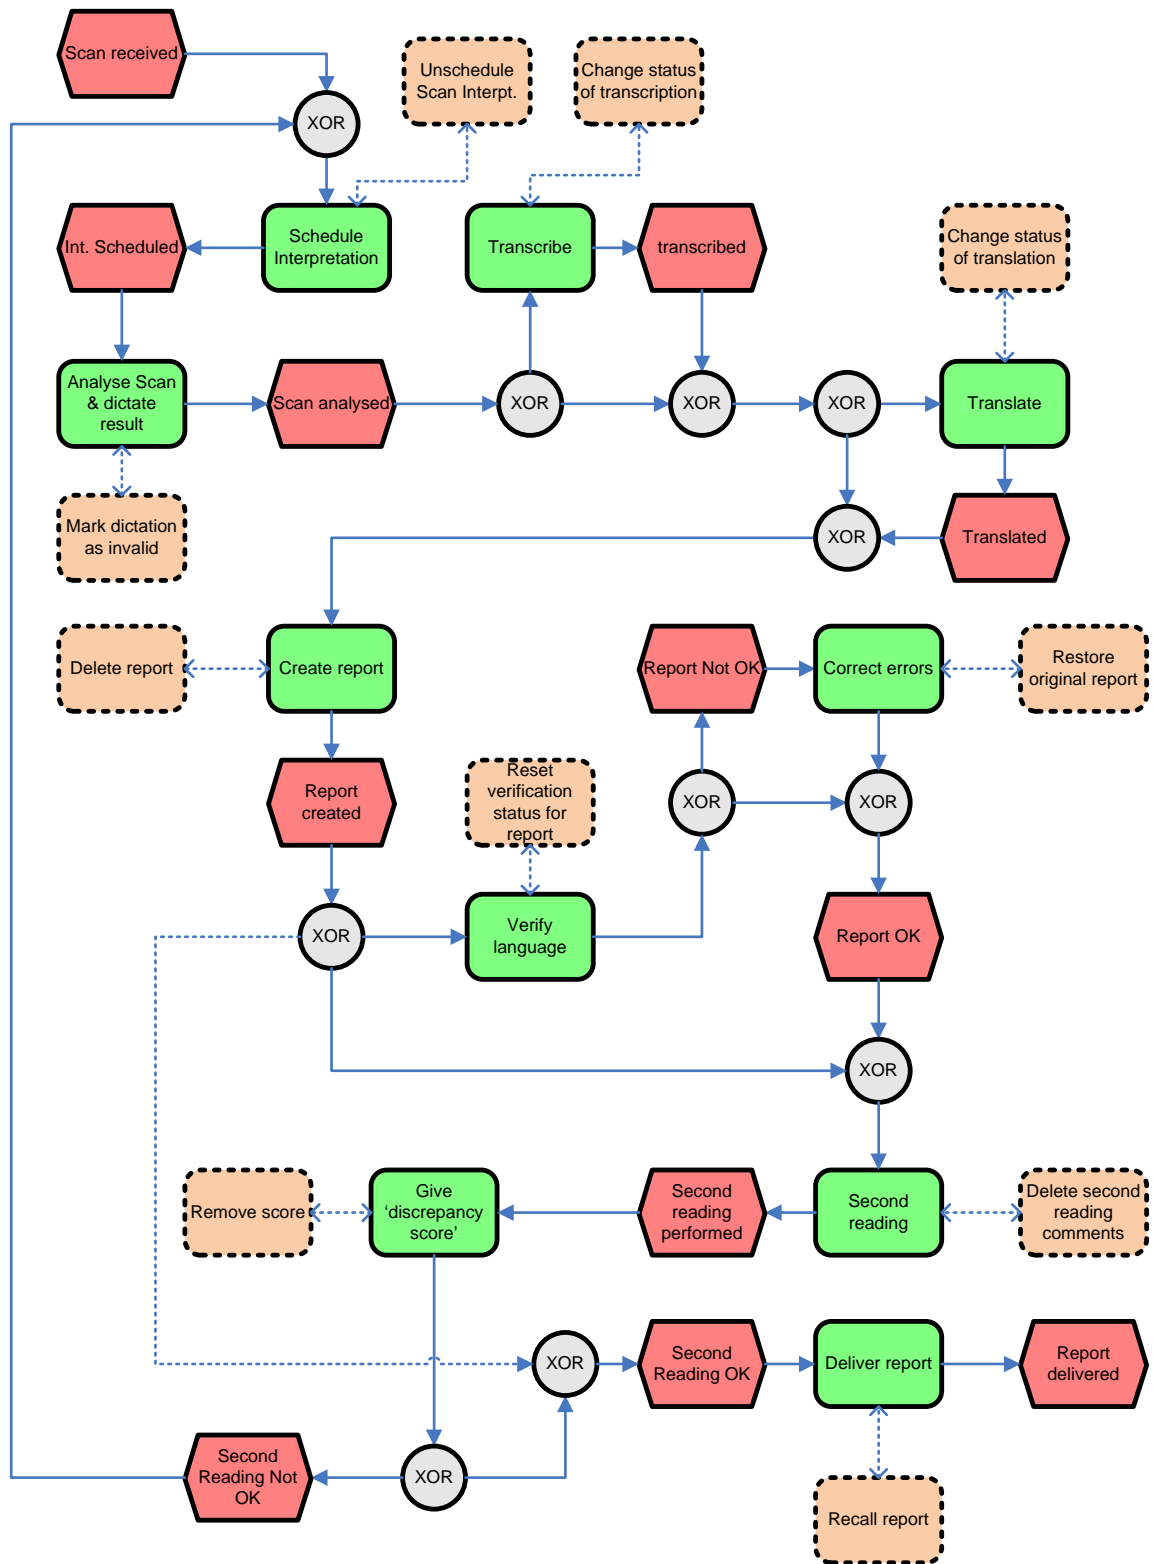 Scan received
Unschedule
Scan Interpt.
Change status
of transcription
XOR
Int. Scheduled
Schedule
Interpretation
Transcribe
transcribed
Change status
of translation
Analyse Scan
& dictate
result
Scan analysed
XOR
XOR
XOR
Translate
Mark dictation
as invalid
XOR
Translated
Delete report
Create report
Report Not OK
Correct errors
Restore
original report
Report
created
Reset
verification
status for
report
XOR
XOR
XOR
Verify
language
Report OK
XOR
Remove score
Give
‘discrepancy
score’
Second
reading
performed
Second
reading
Delete second
reading
comments
XOR
Second
Reading OK
Deliver report
Report
delivered
Second
Reading Not
OK
XOR
Recall report